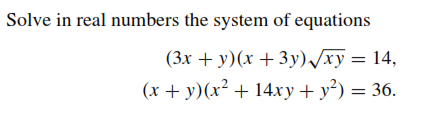 Solve in real numbers the system of equations
(3x + y)(x + 3y)√xy = 14,
(x + y)(x² + 14xy + y²) = 36.